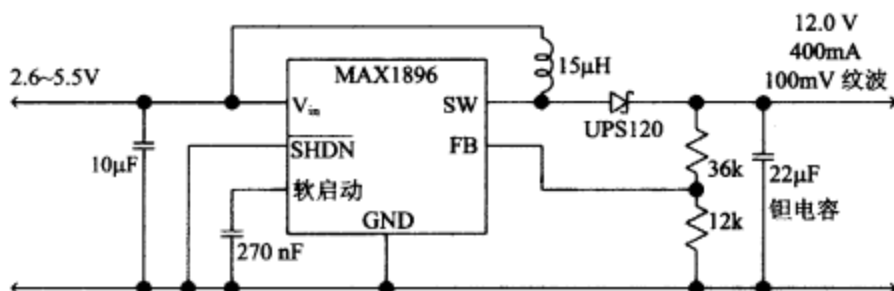 12.0 V
400mA
100mV 纹波
2.6~5.5V
15μH
MAX1896
Vin
SW
UPS120
SHDN
FB
10μF
36k
22μF
钽电容
软启动
GND
12k
270 nF